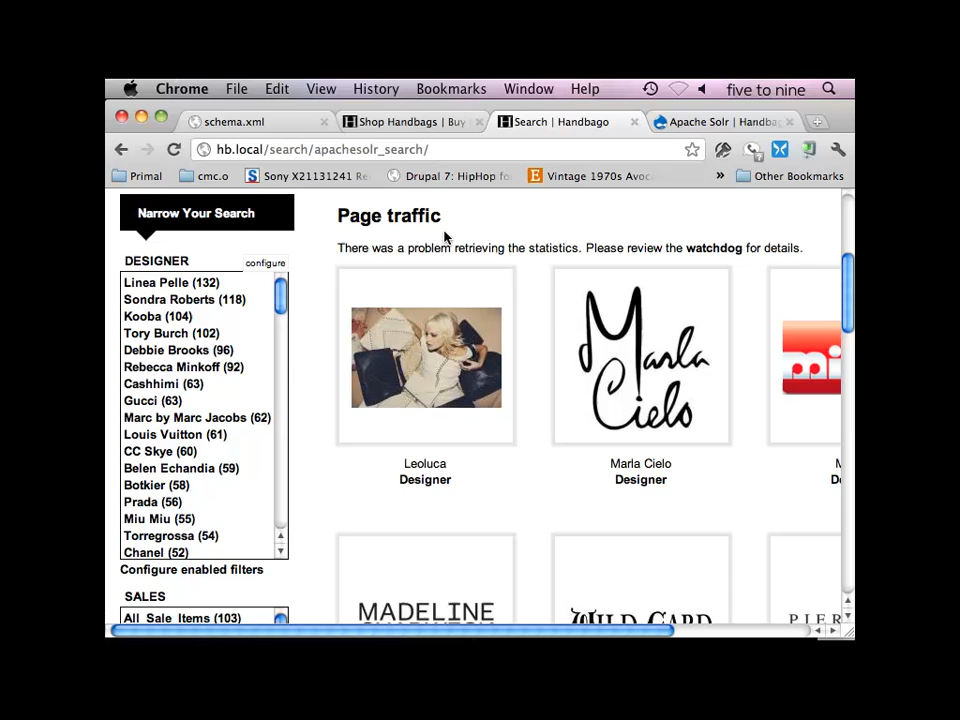 Chrome File Edit View History Bookmarks Window Help five to nine
schema.xml Shop Handbags | Buy Search | Handbago Apache Solr | Handbag
hb.local/search/apachesolr_search/
Primal cmc.o Sony X21131241 Re Drupal 7: HipHop fo Vintage 1970s Avoc » Other Bookmarks
Narrow Your Search
DESIGNER
configure
Linea Pelle (132)
Sondra Roberts (118)
Kooba (104)
Tory Burch (102)
Debbie Brooks (96)
Rebecca Minkoff (92)
Cashhimi (63)
Gucci (63)
Marc by Marc Jacobs (62)
Louis Vuitton (61)
CC Skye (60)
Belen Echandia (59)
Botkier (58)
Prada (56)
Miu Miu (55)
Torregrossa (54)
Chanel (52)
Configure enabled filters
SALES
All Sale Items (103)
Page traffic
There was a problem retrieving the statistics. Please review the watchdog for details.
Marla
Cielo
mi
Leoluca
Designer
Marla Cielo
Designer
M
De
MADELINE
WILD CARD
PIER